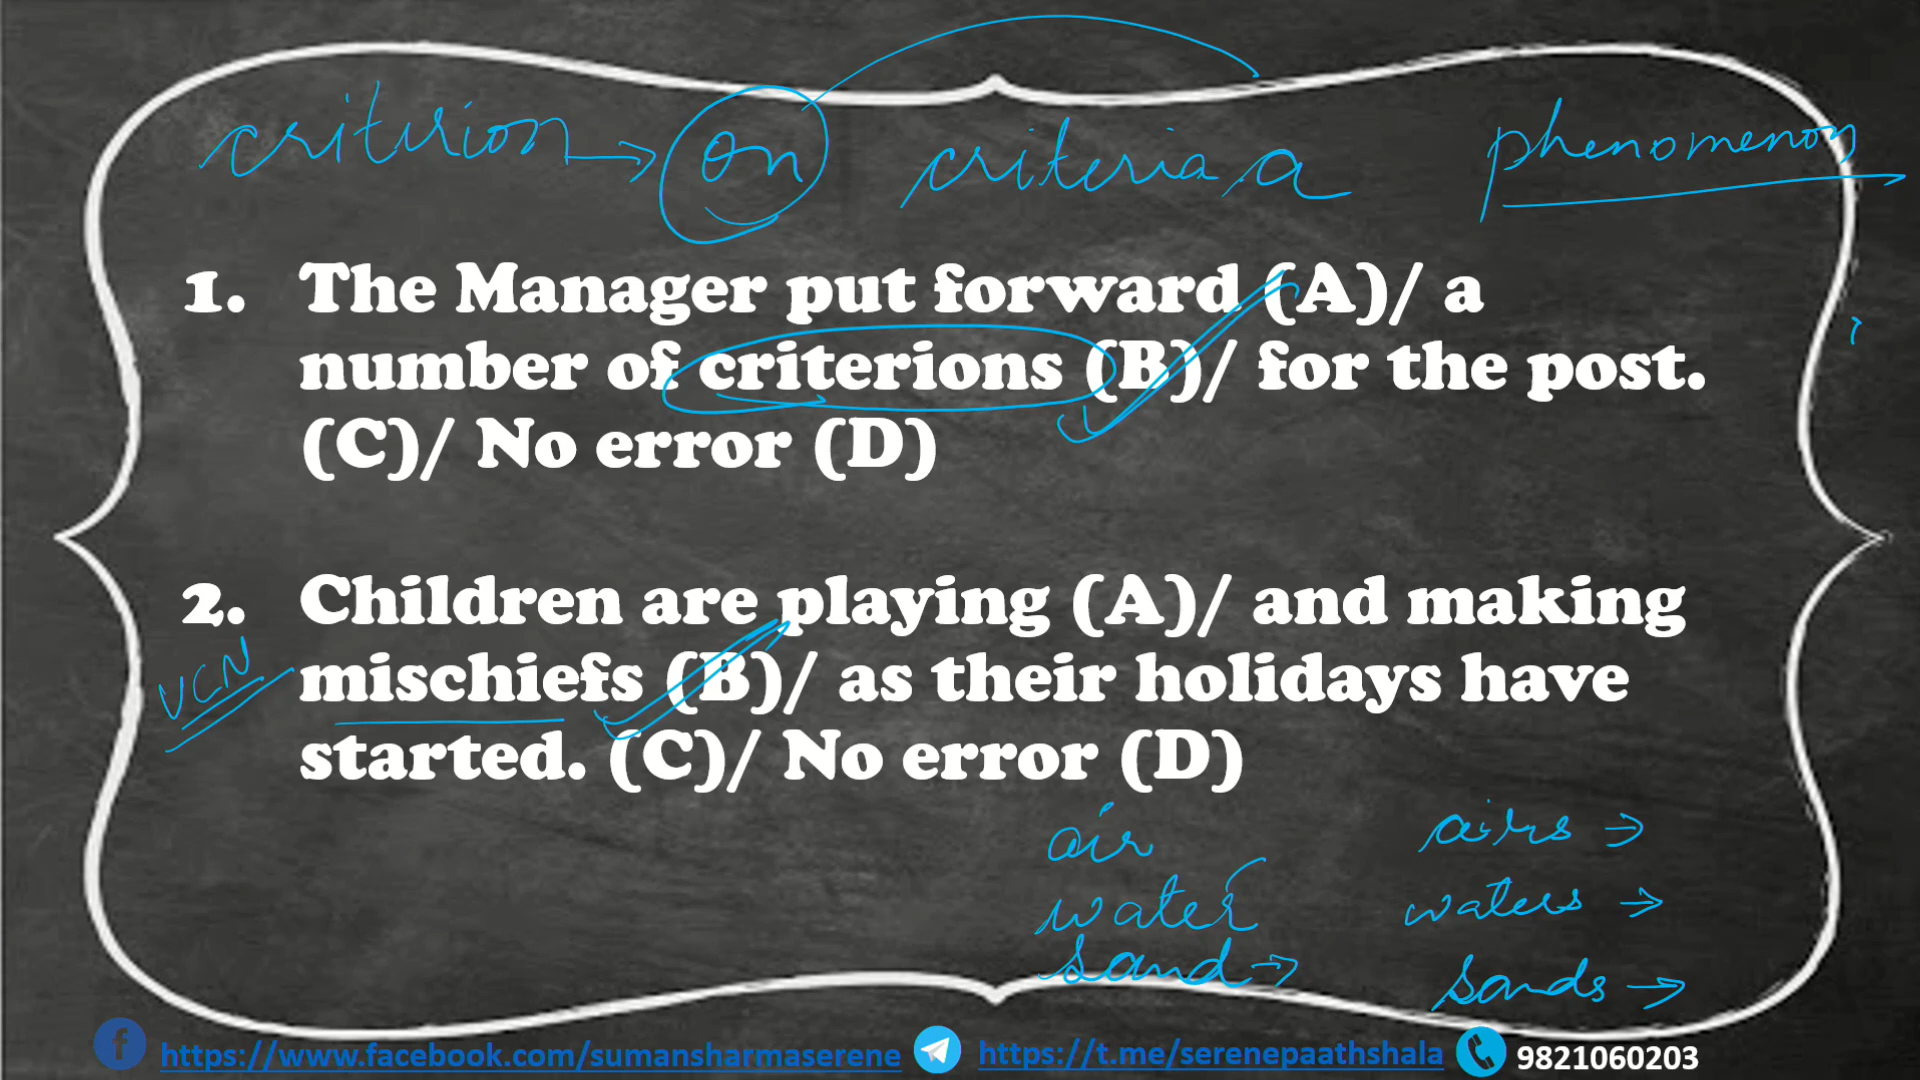 criterion → on criteria a phenomenon
1. The Manager put forward (A)/ a
number of criterions (B)/ for the post.
(C)/ No error (D)
2. Children are playing (A)/ and making
UCN mischiefs (B)/ as their holidays have
started. (C)/ No error (D)
air airs →
water waters →
sand → sands →
https://www.facebook.com/sumansharmaserene https://t.me/serenepaathshala 9821060203